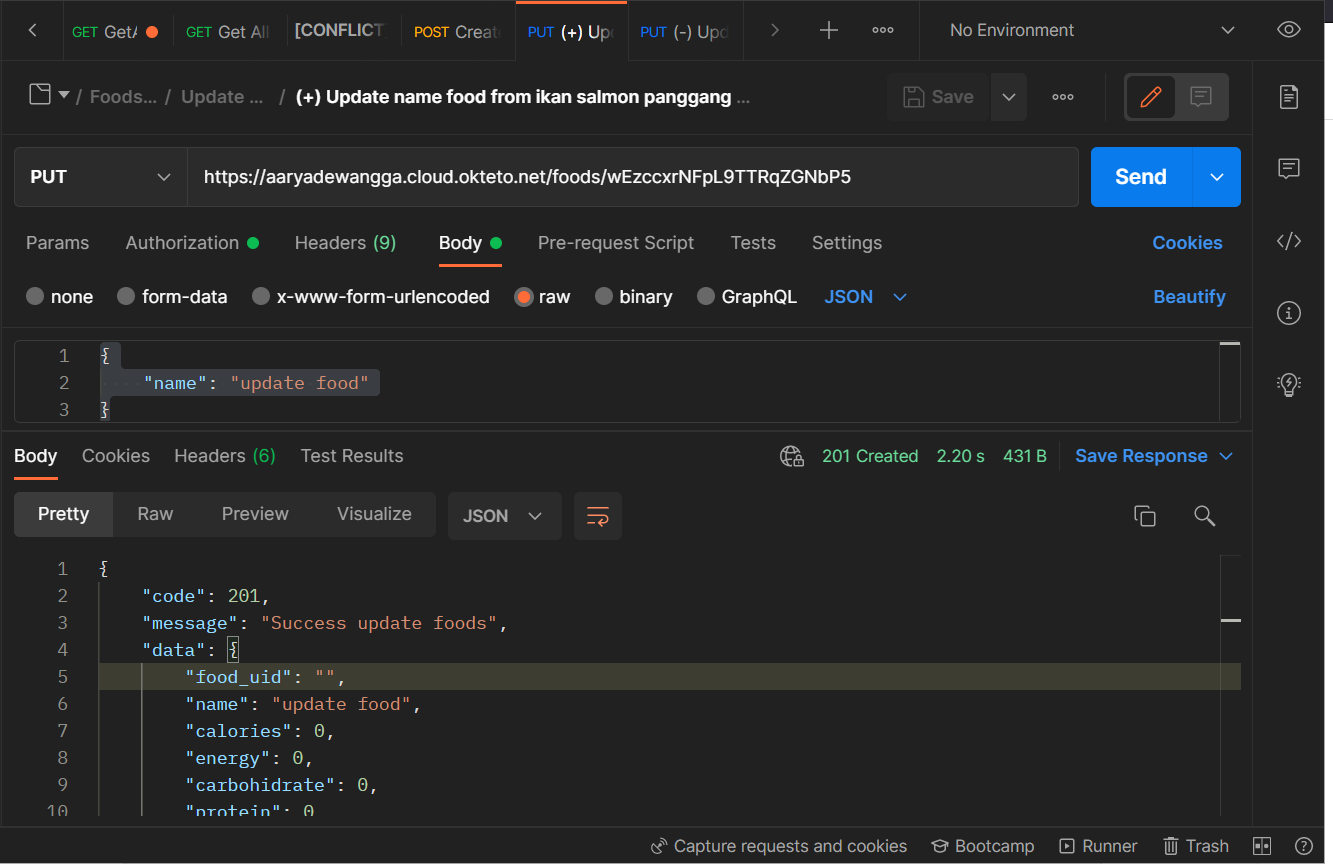 GET GetA GET Get All [CONFLICT POST Creat PUT (+) Up PUT (-) Upd No Environment
/ Foods... / Update ... / (+) Update name food from ikan salmon panggang ... Save
PUT https://aaryadewangga.cloud.okteto.net/foods/wEzccxrNFpL9TTRqZGNbP5 Send
Params Authorization Headers (9) Body Pre-request Script Tests Settings Cookies
none form-data x-www-form-urlencoded raw binary GraphQL JSON Beautify
1 {
2 "name": "update food"
3 }
Body Cookies Headers (6) Test Results 201 Created 2.20 s 431 B Save Response
Pretty Raw Preview Visualize JSON
1 {
2 "code": 201,
3 "message": "Success update foods",
4 "data": {
5 "food_uid": "",
6 "name": "update food",
7 "calories": 0,
8 "energy": 0,
9 "carbohidrate": 0,
10 "protein": 0
Capture requests and cookies Bootcamp Runner Trash